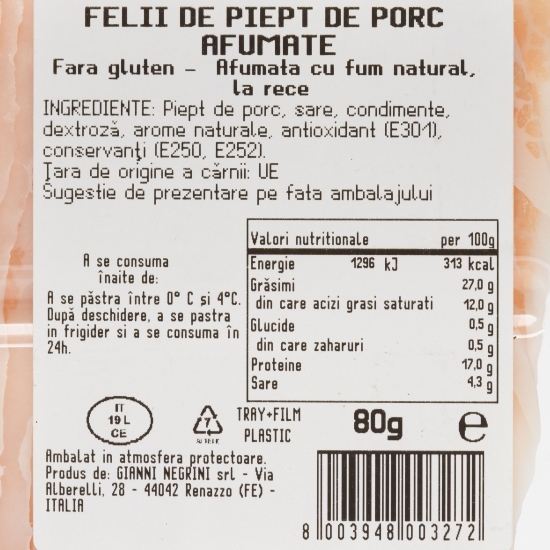 FELII DE PIEPT DE PORC
AFUMATE
Fara gluten - Afumata cu fum natural,
la rece
INGREDIENTE: Piept de porc, sare, condimente,
dextroză, arome naturale, antioxidant (E301),
conservanţi (E250, E252).
Ţara de origine a cărnii: UE
Sugestie de prezentare pe fata ambalajului
A se consuma
înaite de:
A se păstra între 0° C şi 4°C.
După deschidere, a se pastra
in frigider si a se consuma în
24h.
Valori nutritionale per 100g
Energie 1296 kJ 313 kcal
Grăsimi 27,0 g
din care acizi grasi saturati 12,0 g
Glucide 0,5 g
din care zaharuri 0,5 g
Proteine 17,0 g
Sare 4,3 g
IT
19 L
CE
7
TRAY+FILM
PLASTIC
80g e
Ambalat in atmosfera protectoare.
Produs de: GIANNI NEGRINI srl - Via
Alberelli, 28 - 44042 Renazzo (FE) -
ITALIA
8 003948 003272